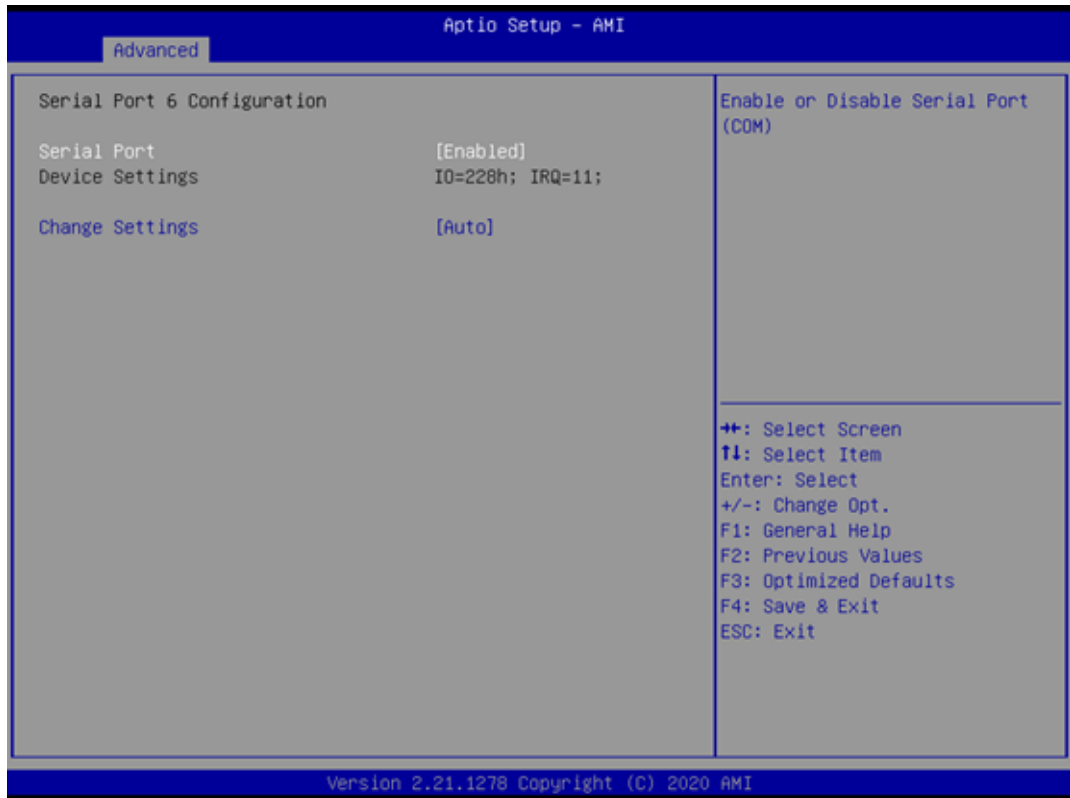 Aptio Setup - AMI
Advanced
Serial Port 6 Configuration
Serial Port [Enabled]
Device Settings IO=228h; IRQ=11;
Change Settings [Auto]
Enable or Disable Serial Port
(COM)
→←: Select Screen
↑↓: Select Item
Enter: Select
+/-: Change Opt.
F1: General Help
F2: Previous Values
F3: Optimized Defaults
F4: Save & Exit
ESC: Exit
Version 2.21.1278 Copyright (C) 2020 AMI